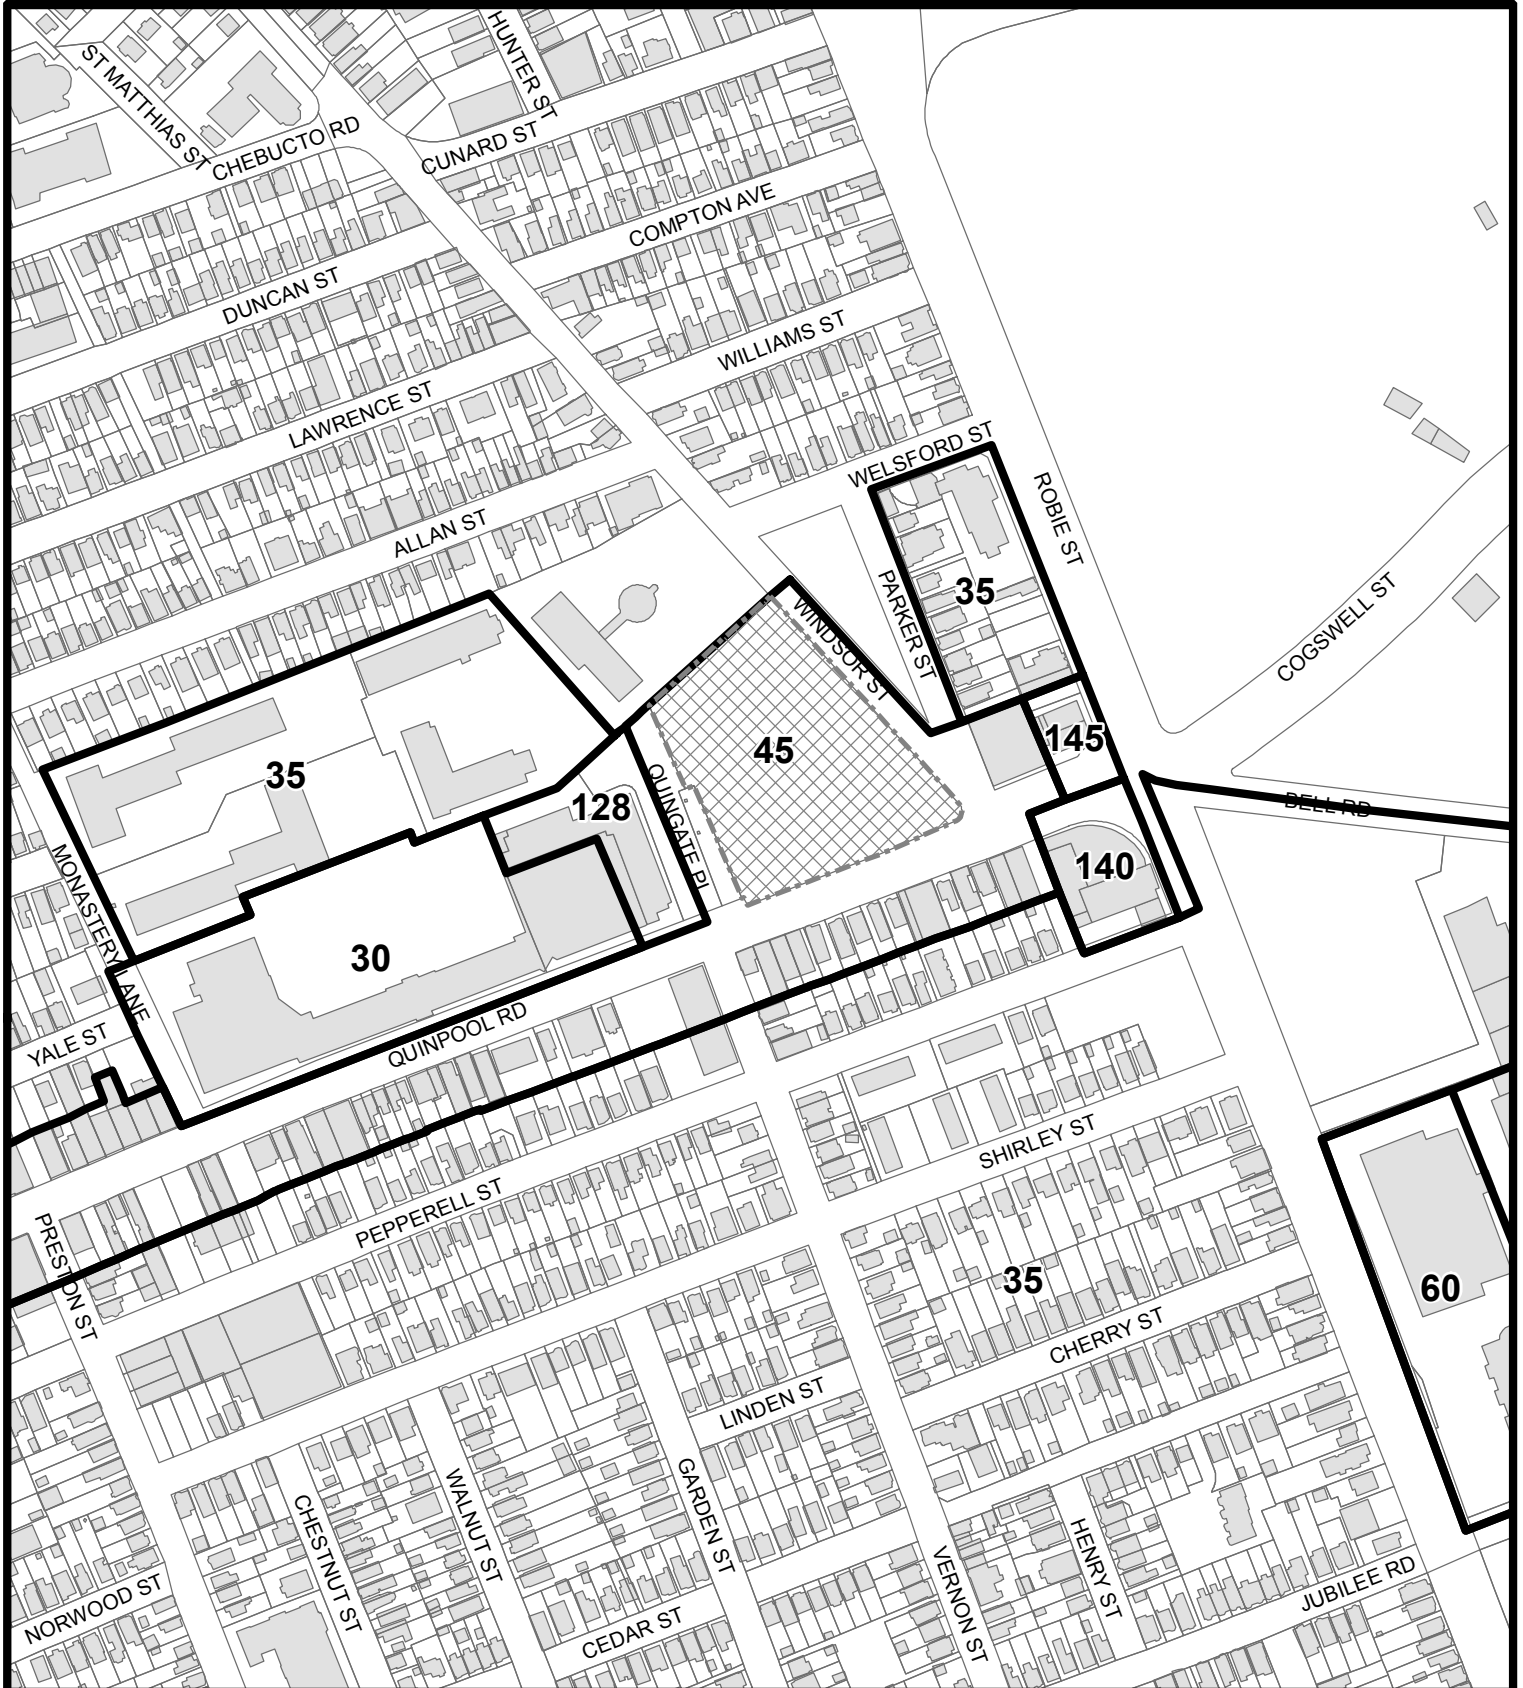 HUNTER ST
ST MATTHIAS ST
CHEBUCTO RD
CUNARD ST
COMPTON AVE
DUNCAN ST
WILLIAMS ST
LAWRENCE ST
WELSFORD ST
ROBIE ST
ALLAN ST
PARKER ST
35
WINDSOR ST
COGSWELL ST
145
45
35
QUINGATE PL
128
BELL RD
140
MONASTERY LANE
30
QUINPOOL RD
YALE ST
SHIRLEY ST
PEPPERELL ST
PRESTON ST
35
60
CHERRY ST
LINDEN ST
GARDEN ST
WALNUT ST
CHESTNUT ST
VERNON ST
HENRY ST
JUBILEE RD
NORWOOD ST
CEDAR ST